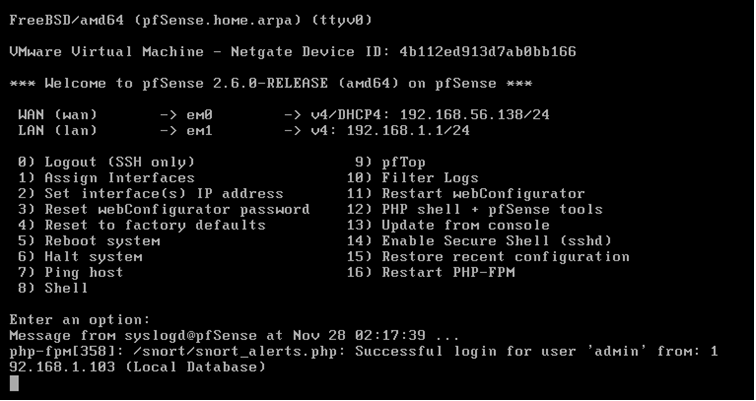 FreeBSD/amd64 (pfSense.home.arpa) (ttyv0)
VMware Virtual Machine - Netgate Device ID: 4b112ed913d7ab0bb166
*** Welcome to pfSense 2.6.0-RELEASE (amd64) on pfSense ***
WAN (wan) -> em0 -> v4/DHCP4: 192.168.56.138/24
LAN (lan) -> em1 -> v4: 192.168.1.1/24
0) Logout (SSH only) 9) pfTop
1) Assign Interfaces 10) Filter Logs
2) Set interface(s) IP address 11) Restart webConfigurator
3) Reset webConfigurator password 12) PHP shell + pfSense tools
4) Reset to factory defaults 13) Update from console
5) Reboot system 14) Enable Secure Shell (sshd)
6) Halt system 15) Restore recent configuration
7) Ping host 16) Restart PHP-FPM
8) Shell
Enter an option:
Message from syslogd@pfSense at Nov 28 02:17:39 ...
php-fpm[358]: /snort/snort_alerts.php: Successful login for user 'admin' from: 1
92.168.1.103 (Local Database)